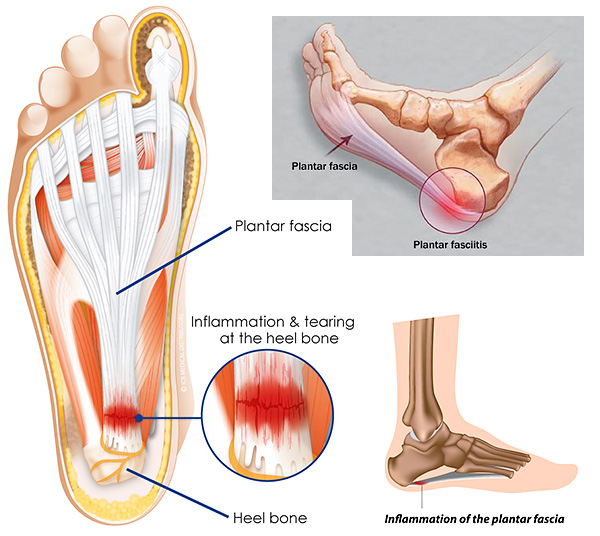 Plantar fascia
Plantar fasciitis
Plantar fascia
Inflammation & tearing
at the heel bone
Heel bone
Inflammation of the plantar fascia